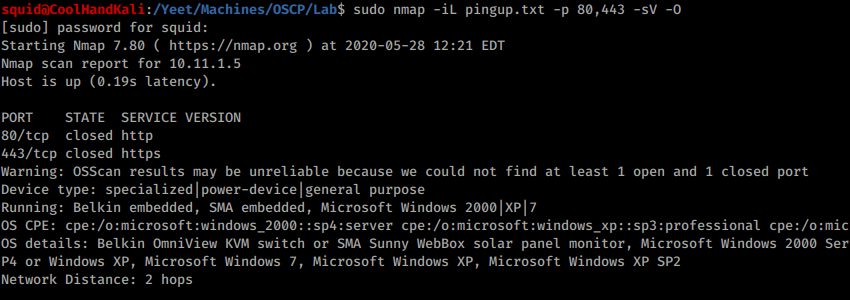 squid@CoolHandKali:/Yeet/Machines/OSCP/Lab$ sudo nmap -iL pingup.txt -p 80,443 -sV -O
[sudo] password for squid:
Starting Nmap 7.80 ( https://nmap.org ) at 2020-05-28 12:21 EDT
Nmap scan report for 10.11.1.5
Host is up (0.19s latency).
PORT    STATE  SERVICE VERSION
80/tcp  closed http
443/tcp closed https
Warning: OSScan results may be unreliable because we could not find at least 1 open and 1 closed port
Device type: specialized|power-device|general purpose
Running: Belkin embedded, SMA embedded, Microsoft Windows 2000|XP|7
OS CPE: cpe:/o:microsoft:windows_2000::sp4:server cpe:/o:microsoft:windows_xp::sp3:professional cpe:/o:mic
OS details: Belkin OmniView KVM switch or SMA Sunny WebBox solar panel monitor, Microsoft Windows 2000 Ser
P4 or Windows XP, Microsoft Windows 7, Microsoft Windows XP, Microsoft Windows XP SP2
Network Distance: 2 hops